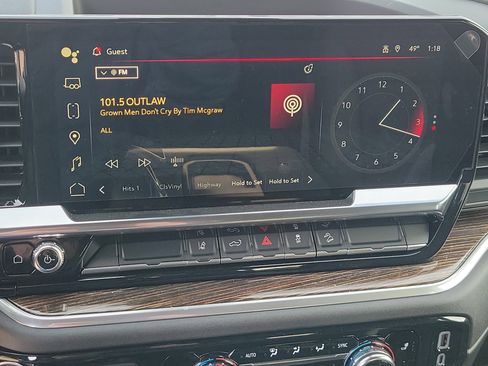 Guest
49° 1:18
FM
101.5 OUTLAW
Grown Men Don't Cry By Tim Mcgraw
ALL
12
1
2
3
4
5
6
7
8
9
10
11
Hits 1 ClsVinyl Highway Hold to Set Hold to Set
AUTO SYNC